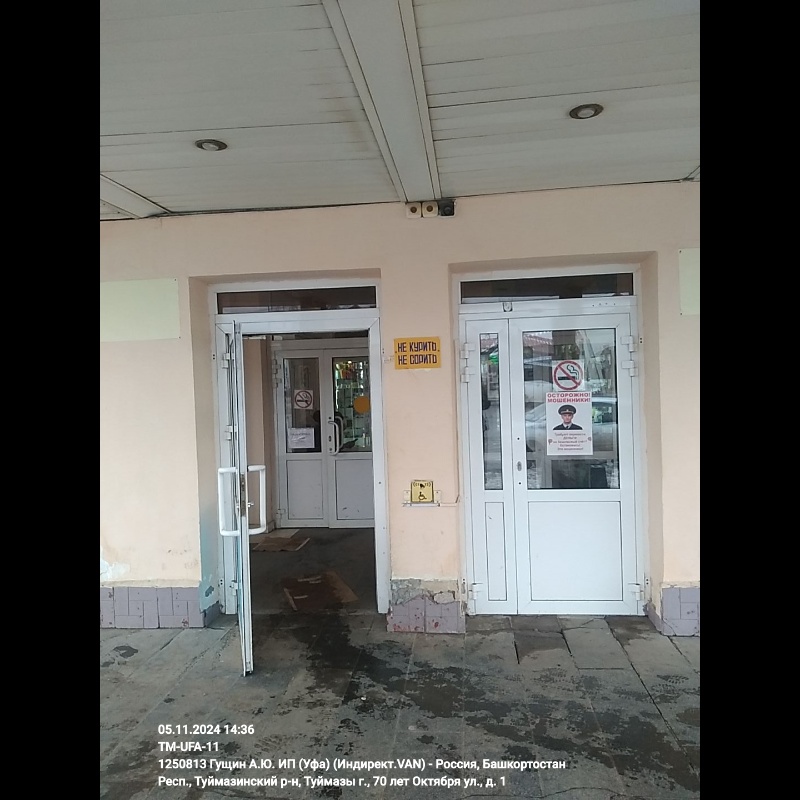 НЕ КУРИТЬ
НЕ СОРИТЬ
ОСТОРОЖНО!
МОШЕННИКИ!
05.11.2024 14:36
TM-UFA-11
1250813 Гущин А.Ю. ИП (Уфа) (Индирект.VAN) - Россия, Башкортостан
Респ., Туймазинский р-н, Туймазы г., 70 лет Октября ул., д. 1